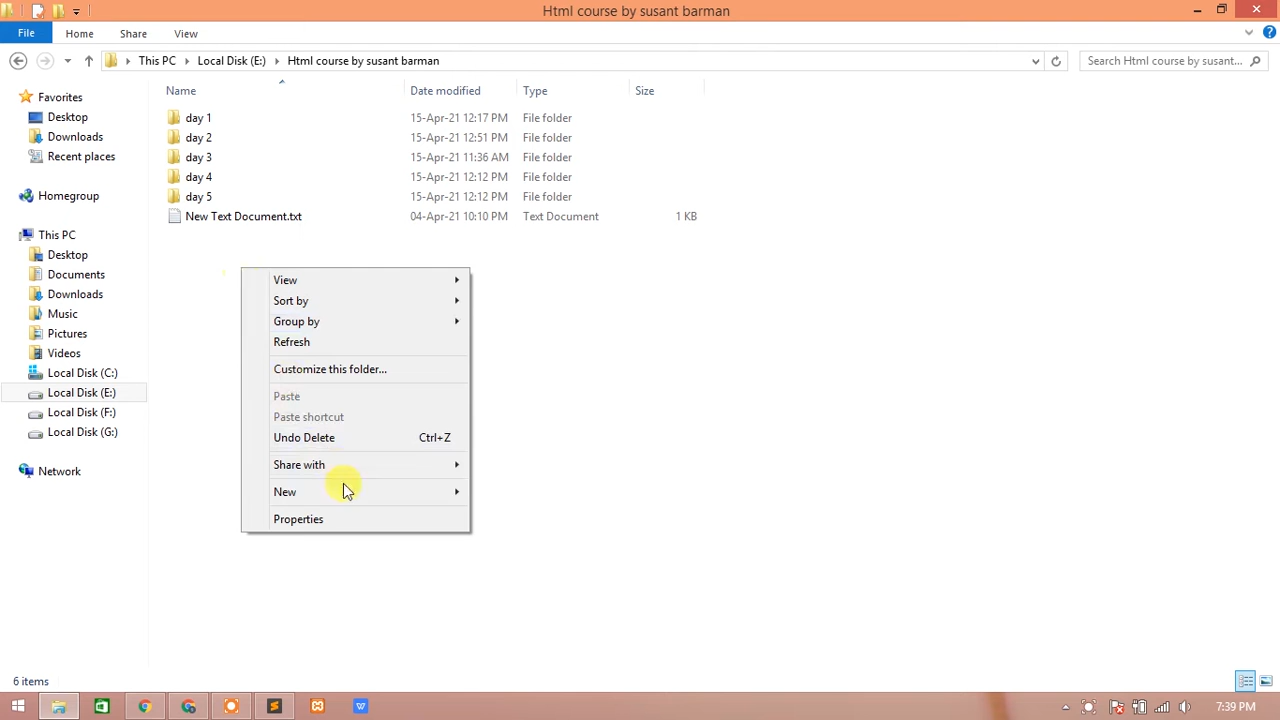 Html course by susant barman
File Home Share View
This PC Local Disk (E:) Html course by susant barman Search Html course by susant...
Name Date modified Type Size
Favorites
Desktop
Downloads
Recent places
Homegroup
This PC
Desktop
Documents
Downloads
Music
Pictures
Videos
Local Disk (C:)
Local Disk (E:)
Local Disk (F:)
Local Disk (G:)
Network
day 1 15-Apr-21 12:17 PM File folder
day 2 15-Apr-21 12:51 PM File folder
day 3 15-Apr-21 11:36 AM File folder
day 4 15-Apr-21 12:12 PM File folder
day 5 15-Apr-21 12:12 PM File folder
New Text Document.txt 04-Apr-21 10:10 PM Text Document 1 KB
View
Sort by
Group by
Refresh
Customize this folder...
Paste
Paste shortcut
Undo Delete Ctrl+Z
Share with
New
Properties
6 items
7:39 PM